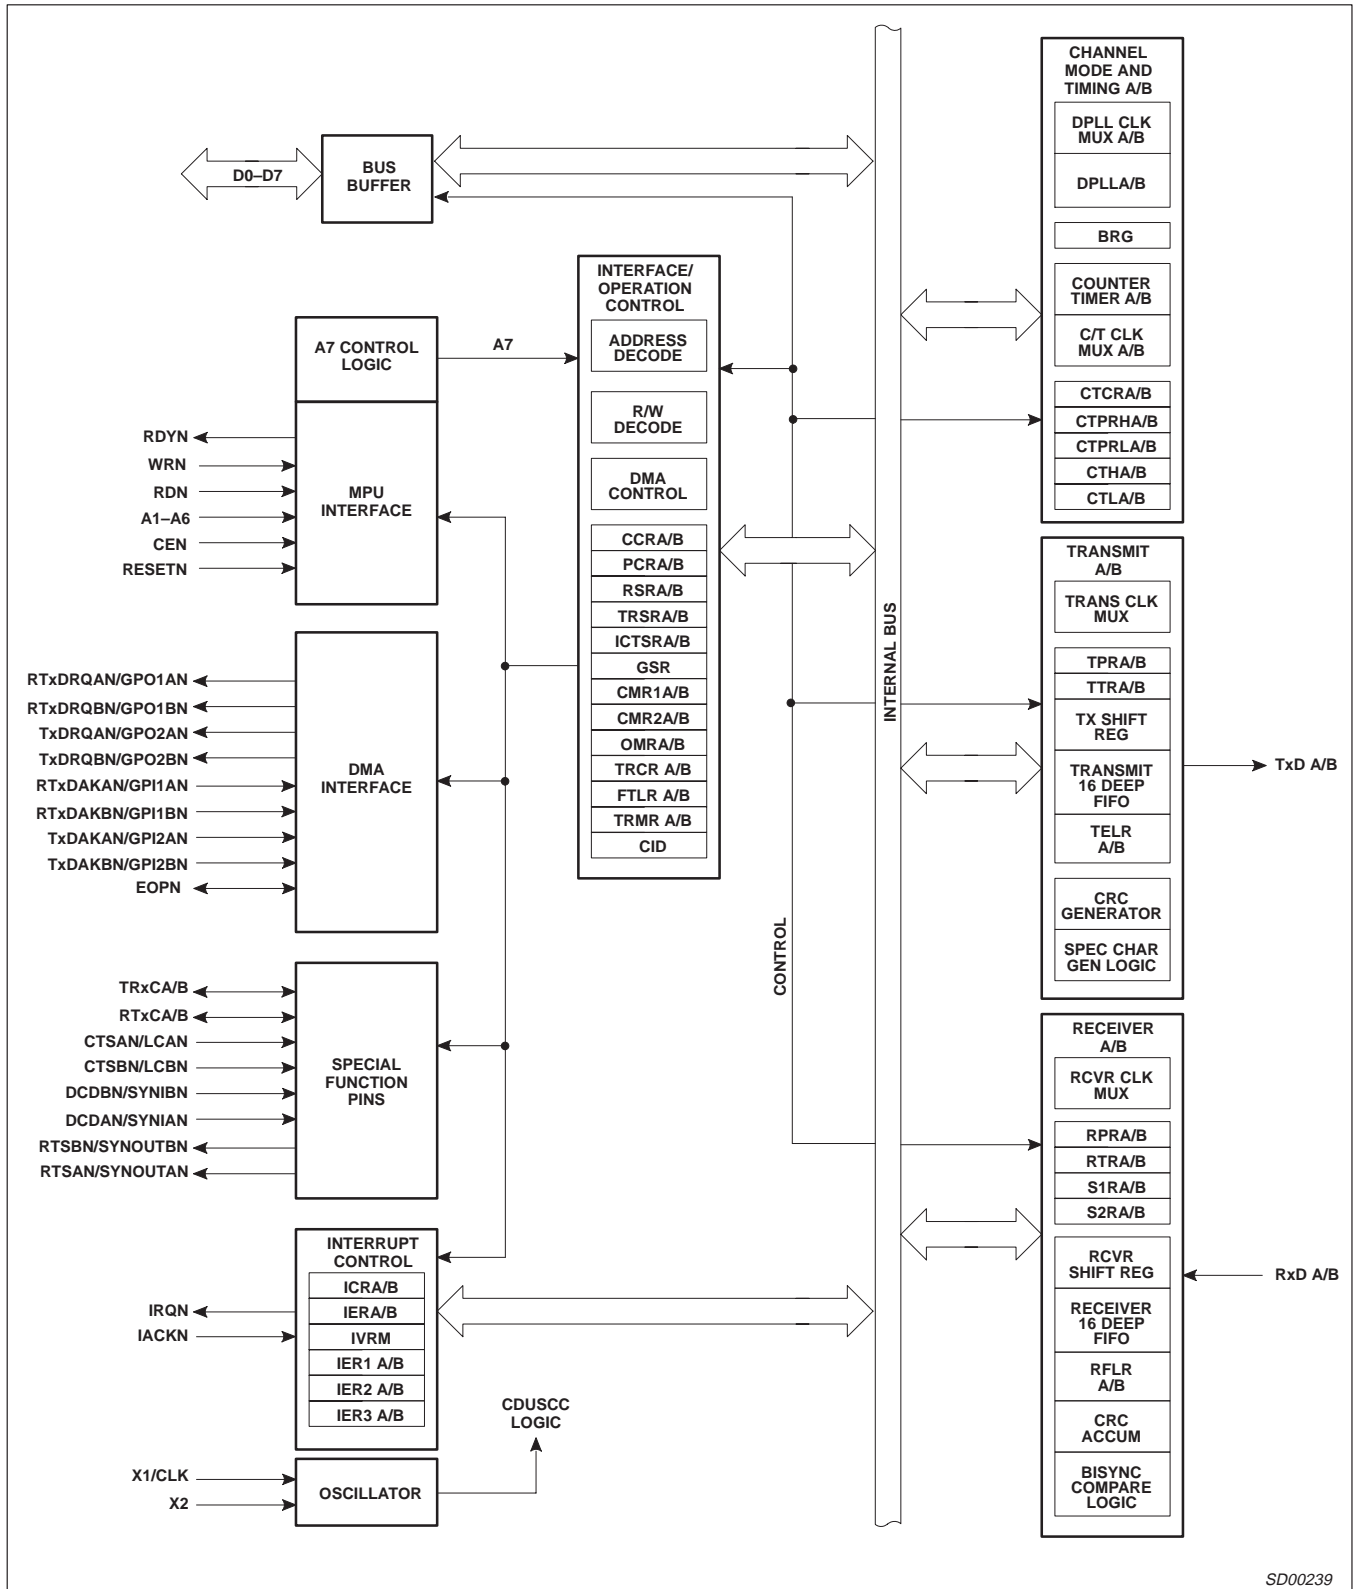 CHANNEL
MODE AND
TIMING A/B
DPLL CLK
MUX A/B
DPLLA/B
BRG
COUNTER
TIMER A/B
C/T CLK
MUX A/B
CTCRA/B
CTPRHA/B
CTPRLA/B
CTHA/B
CTLA/B
D0–D7
BUS
BUFFER
INTERFACE/
OPERATION
CONTROL
ADDRESS
DECODE
R/W
DECODE
DMA
CONTROL
CCRA/B
PCRA/B
RSRA/B
TRSRA/B
ICTSRA/B
GSR
CMR1A/B
CMR2A/B
OMRA/B
TRCR A/B
FTLR A/B
TRMR A/B
CID
A7 CONTROL
LOGIC
A7
RDYN
WRN
RDN
A1–A6
CEN
RESETN
MPU
INTERFACE
RTxDRQAN/GPO1AN
RTxDRQBN/GPO1BN
TxDRQAN/GPO2AN
TxDRQBN/GPO2BN
RTxDAKAN/GPI1AN
RTxDAKBN/GPI1BN
TxDAKAN/GPI2AN
TxDAKBN/GPI2BN
EOPN
DMA
INTERFACE
INTERNAL BUS
CONTROL
TRANSMIT
A/B
TRANS CLK
MUX
TPRA/B
TTRA/B
TX SHIFT
REG
TRANSMIT
16 DEEP
FIFO
TELR
A/B
CRC
GENERATOR
SPEC CHAR
GEN LOGIC
TxD A/B
TRxCA/B
RTxCA/B
CTSAN/LCAN
CTSBN/LCBN
DCDBN/SYNIBN
DCDAN/SYNIAN
RTSBN/SYNOUTBN
RTSAN/SYNOUTAN
SPECIAL
FUNCTION
PINS
RECEIVER
A/B
RCVR CLK
MUX
RPRA/B
RTRA/B
S1RA/B
S2RA/B
RCVR
SHIFT REG
RECEIVER
16 DEEP
FIFO
RFLR
A/B
CRC
ACCUM
BISYNC
COMPARE
LOGIC
RxD A/B
INTERRUPT
CONTROL
ICRA/B
IERA/B
IVRM
IER1 A/B
IER2 A/B
IER3 A/B
IRQN
IACKN
CDUSCC
LOGIC
X1/CLK
X2
OSCILLATOR
SD00239